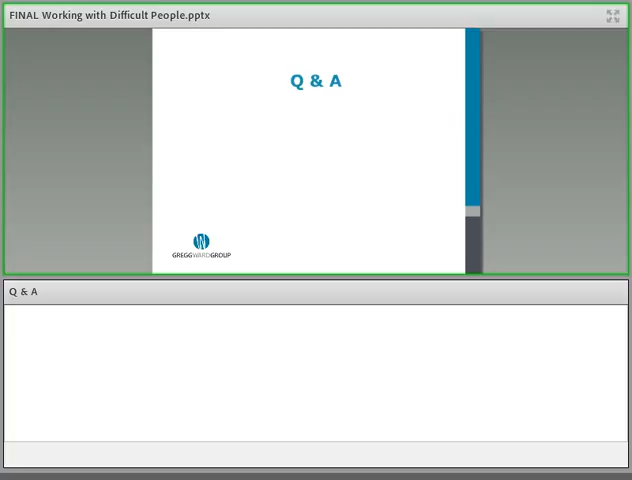 FINAL Working with Difficult People.pptx
Q & A
GREGGWARDGROUP
Q & A